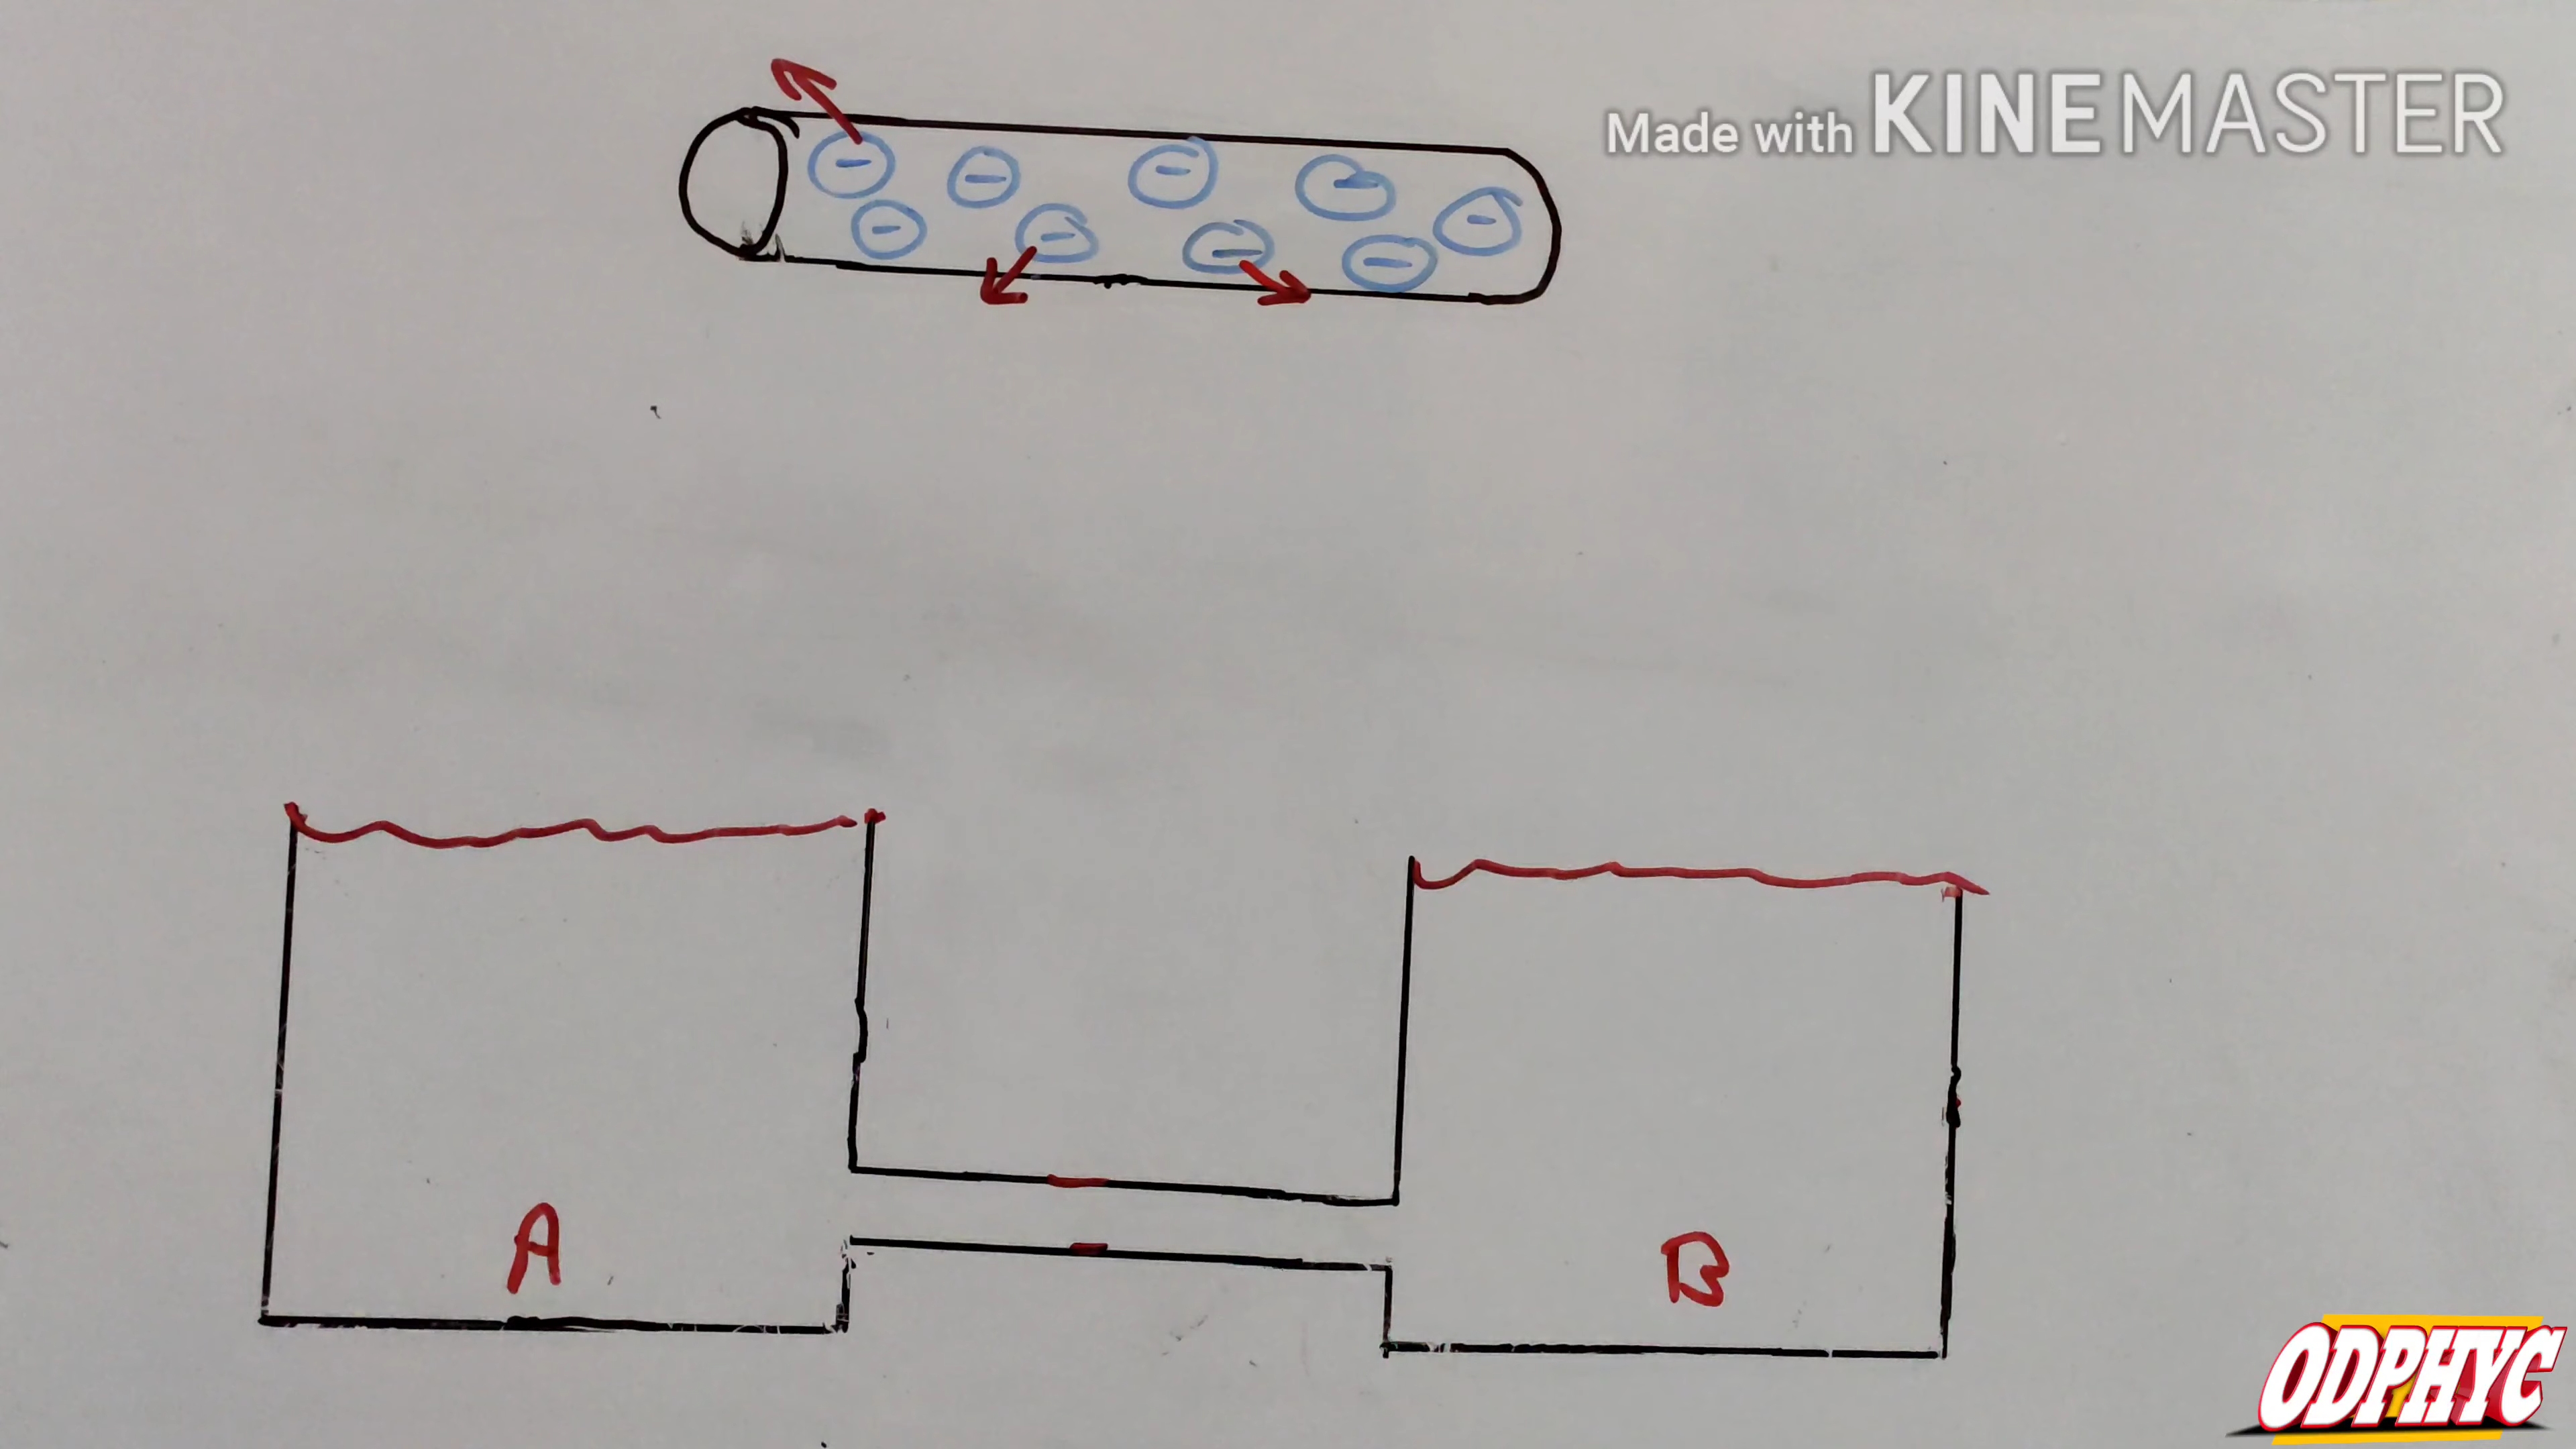 Made with KINEMASTER
- - - - -
- - - -
A B
ODPHYC